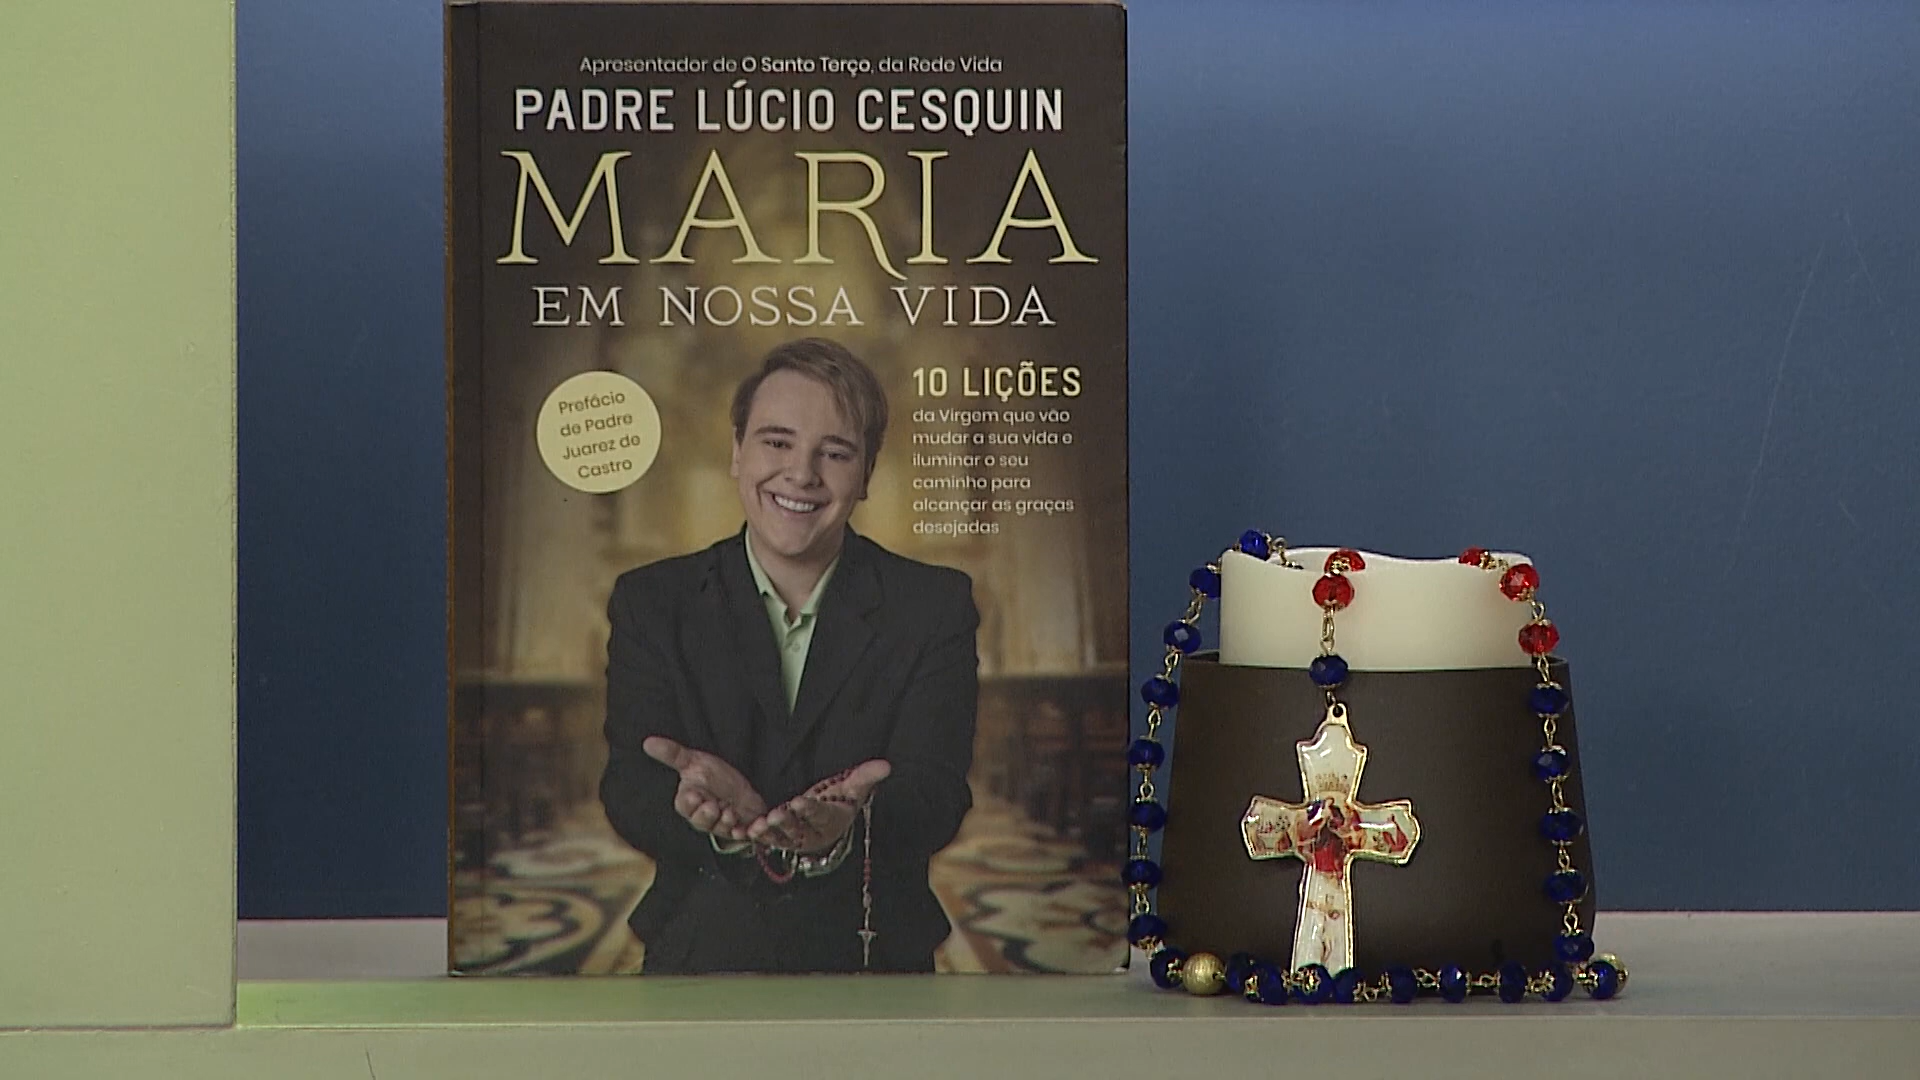 Apresentador de O Santo Terço, da Rede Vida
PADRE LÚCIO CESQUIN
MARIA
EM NOSSA VIDA
Prefácio
de Padre
Juarez de
Castro
10 LIÇÕES
da Virgem que vão
mudar a sua vida e
iluminar o seu
caminho para
alcançar as graças
desejadas